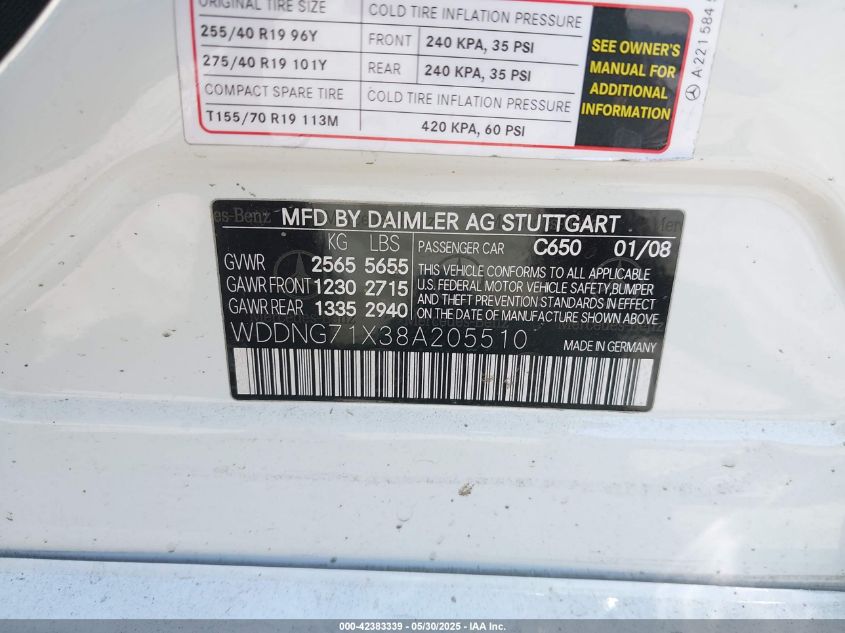 ORIGINAL TIRE SIZE COLD TIRE INFLATION PRESSURE
255/40 R19 96Y FRONT 240 KPA, 35 PSI
275/40 R19 101Y REAR 240 KPA, 35 PSI
COMPACT SPARE TIRE COLD TIRE INFLATION PRESSURE
T155/70 R19 113M 420 KPA, 60 PSI
SEE OWNER'S
MANUAL FOR
ADDITIONAL
INFORMATION
A 221 584
MFD BY DAIMLER AG STUTTGART
KG LBS PASSENGER CAR C650 01/08
GVWR 2565 5655
GAWR FRONT 1230 2715
GAWR REAR 1335 2940
THIS VEHICLE CONFORMS TO ALL APPLICABLE
U.S. FEDERAL MOTOR VEHICLE SAFETY,BUMPER
AND THEFT PREVENTION STANDARDS IN EFFECT
ON THE DATE OF MANUFACTURE SHOWN ABOVE.
WDDNG71X38A205510 MADE IN GERMANY
000-42383339 -- 05/30/2025 -- IAA Inc.